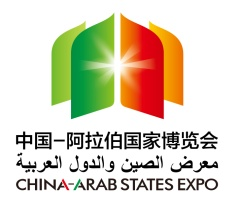 中国-阿拉伯国家博览会
معرض الصين والدول العربية
CHINA-ARAB STATES EXPO